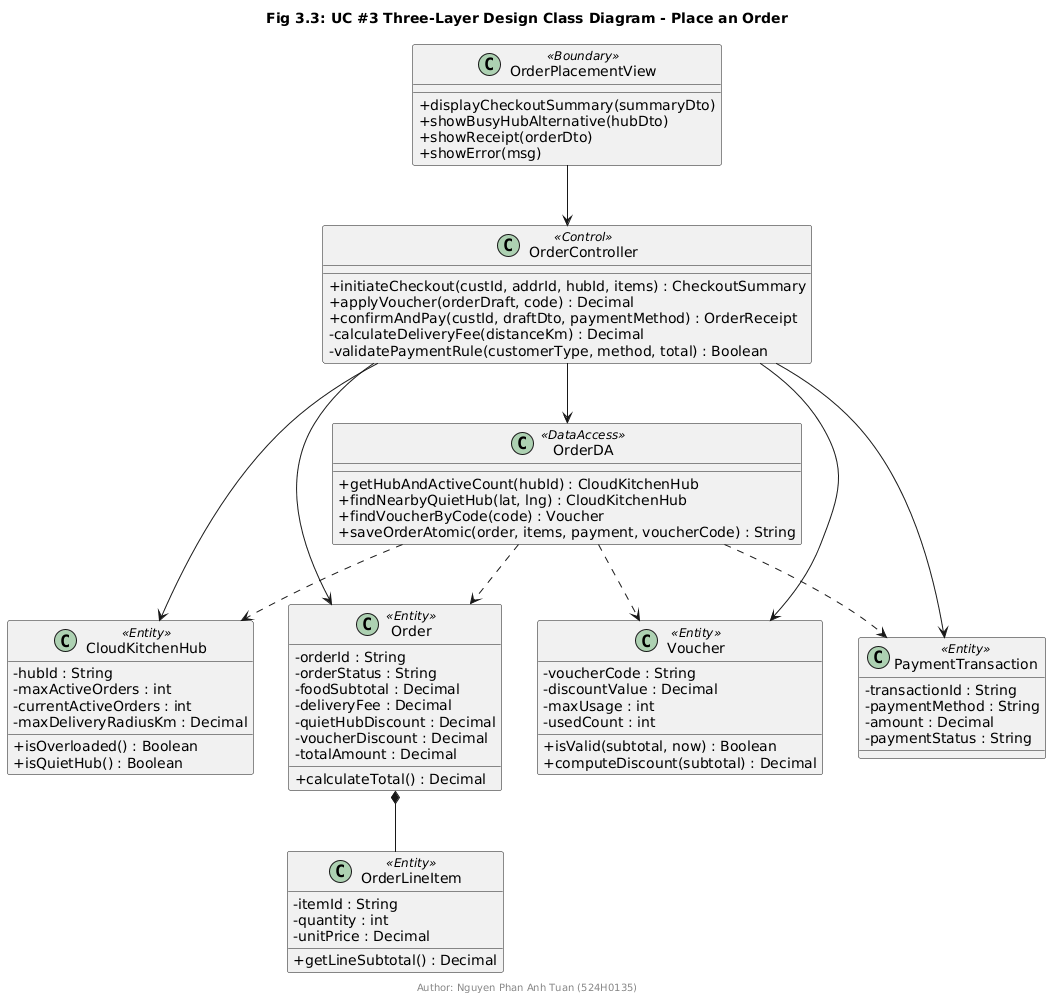 Fig 3.3: UC #3 Three-Layer Design Class Diagram - Place an Order
C
«Boundary»
OrderPlacementView
+displayCheckoutSummary(summaryDto)
+showBusyHubAlternative(hubDto)
+showReceipt(orderDto)
+showError(msg)
C
«Control»
OrderController
+initiateCheckout(custId, addrId, hubId, items) : CheckoutSummary
+applyVoucher(orderDraft, code) : Decimal
+confirmAndPay(custId, draftDto, paymentMethod) : OrderReceipt
-calculateDeliveryFee(distanceKm) : Decimal
-validatePaymentRule(customerType, method, total) : Boolean
C
«DataAccess»
OrderDA
+getHubAndActiveCount(hubId) : CloudKitchenHub
+findNearbyQuietHub(lat, lng) : CloudKitchenHub
+findVoucherByCode(code) : Voucher
+saveOrderAtomic(order, items, payment, voucherCode) : String
C
«Entity»
CloudKitchenHub
-hubId : String
-maxActiveOrders : int
-currentActiveOrders : int
-maxDeliveryRadiusKm : Decimal
+isOverloaded() : Boolean
+isQuietHub() : Boolean
C
«Entity»
Order
-orderId : String
-orderStatus : String
-foodSubtotal : Decimal
-deliveryFee : Decimal
-quietHubDiscount : Decimal
-voucherDiscount : Decimal
-totalAmount : Decimal
+calculateTotal() : Decimal
C
«Entity»
Voucher
-voucherCode : String
-discountValue : Decimal
-maxUsage : int
-usedCount : int
+isValid(subtotal, now) : Boolean
+computeDiscount(subtotal) : Decimal
C
«Entity»
PaymentTransaction
-transactionId : String
-paymentMethod : String
-amount : Decimal
-paymentStatus : String
C
«Entity»
OrderLineItem
-itemId : String
-quantity : int
-unitPrice : Decimal
+getLineSubtotal() : Decimal
Author: Nguyen Phan Anh Tuan (524H0135)